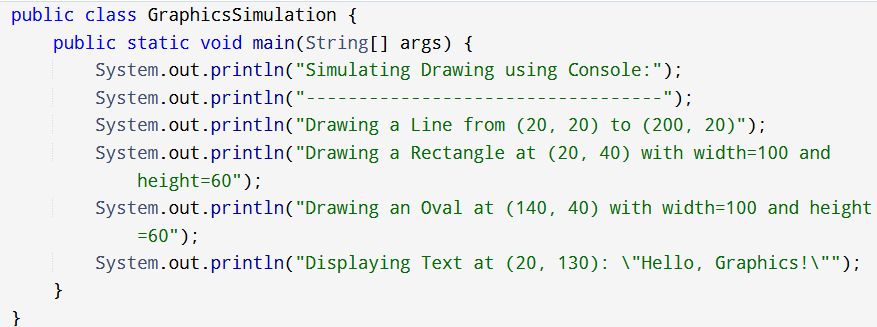 public class GraphicsSimulation {
    public static void main(String[] args) {
        System.out.println("Simulating Drawing using Console:");
        System.out.println("----------------------------------");
        System.out.println("Drawing a Line from (20, 20) to (200, 20)");
        System.out.println("Drawing a Rectangle at (20, 40) with width=100 and
            height=60");
        System.out.println("Drawing an Oval at (140, 40) with width=100 and height
            =60");
        System.out.println("Displaying Text at (20, 130): \"Hello, Graphics!\"");
    }
}